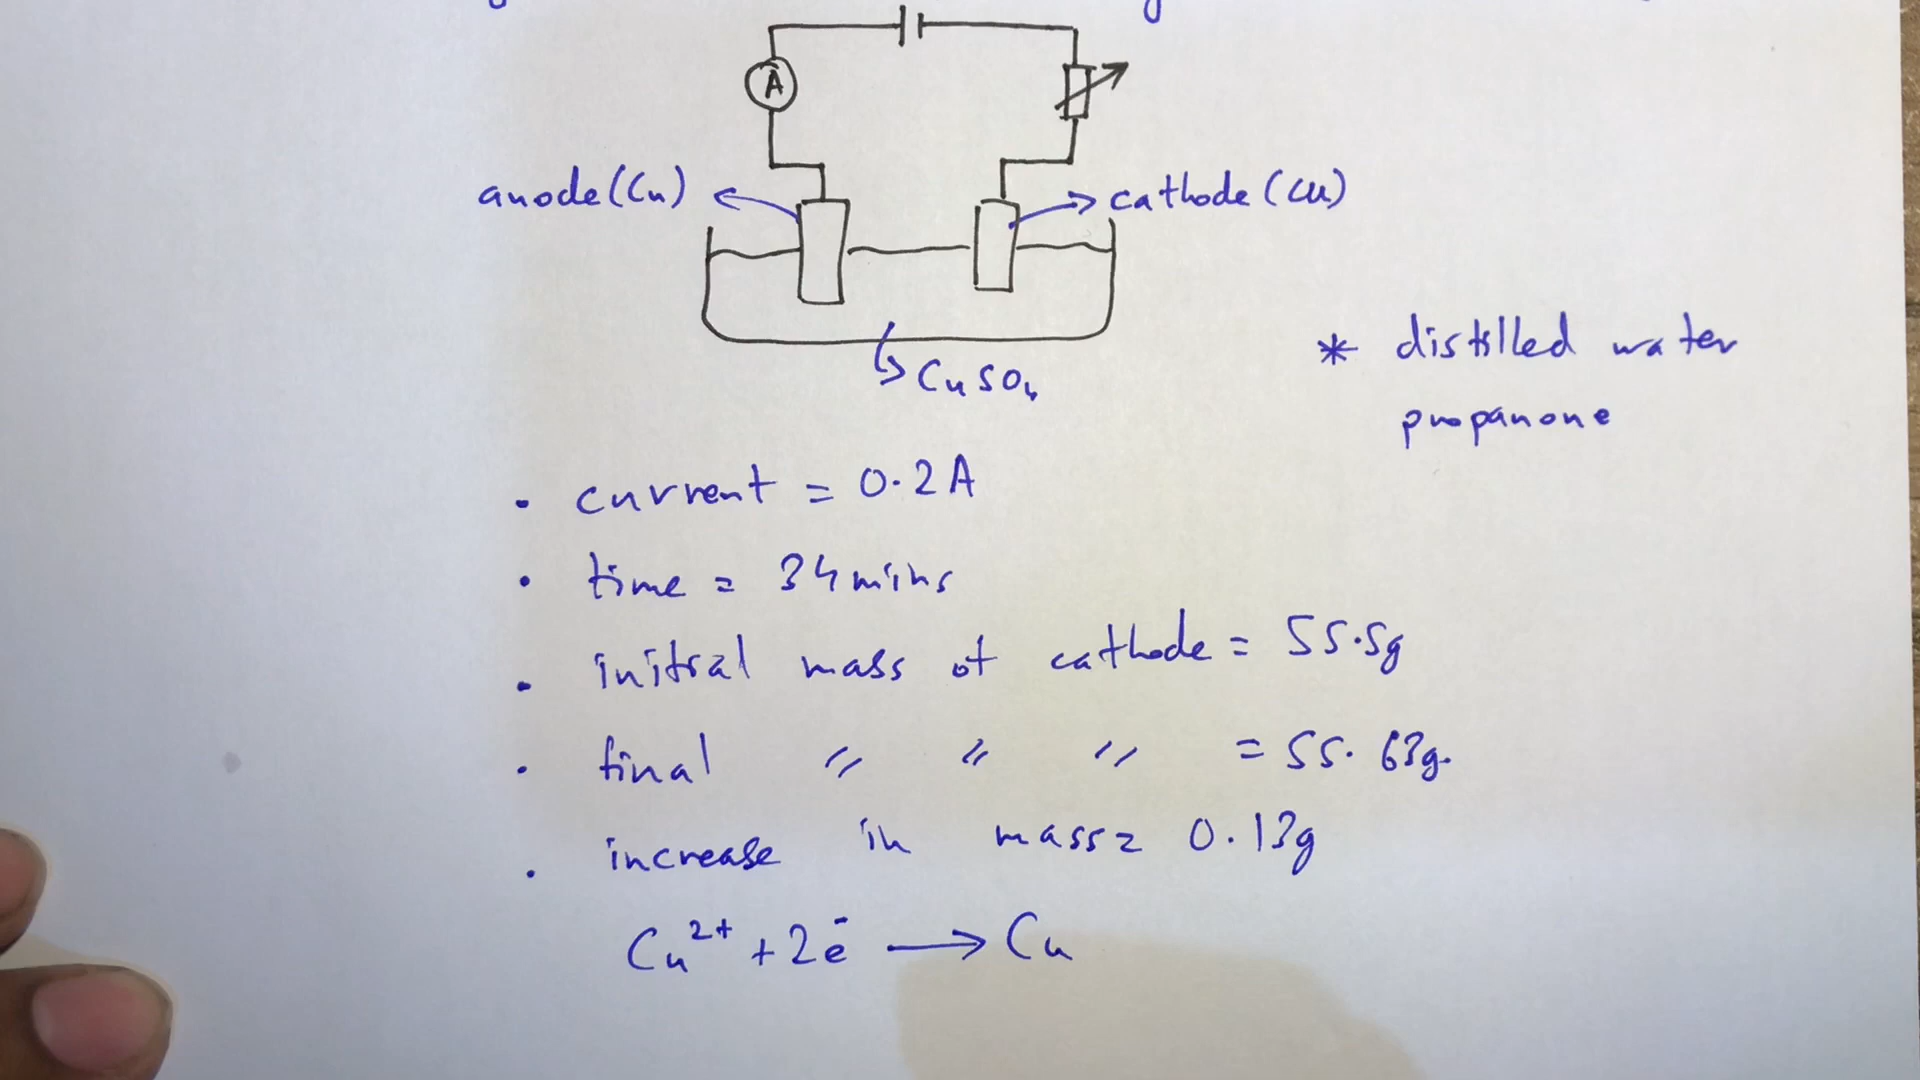 A
anode (Cu)
cathode (Cu)
CuSO4
* distilled water
propanone
• current = 0.2A
• time = 34 mins
• initial mass of cathode = 55.5g
• final 〃 〃 〃 = 55.63g.
• increase in mass = 0.13g
Cu²⁺ + 2e⁻ ⟶ Cu